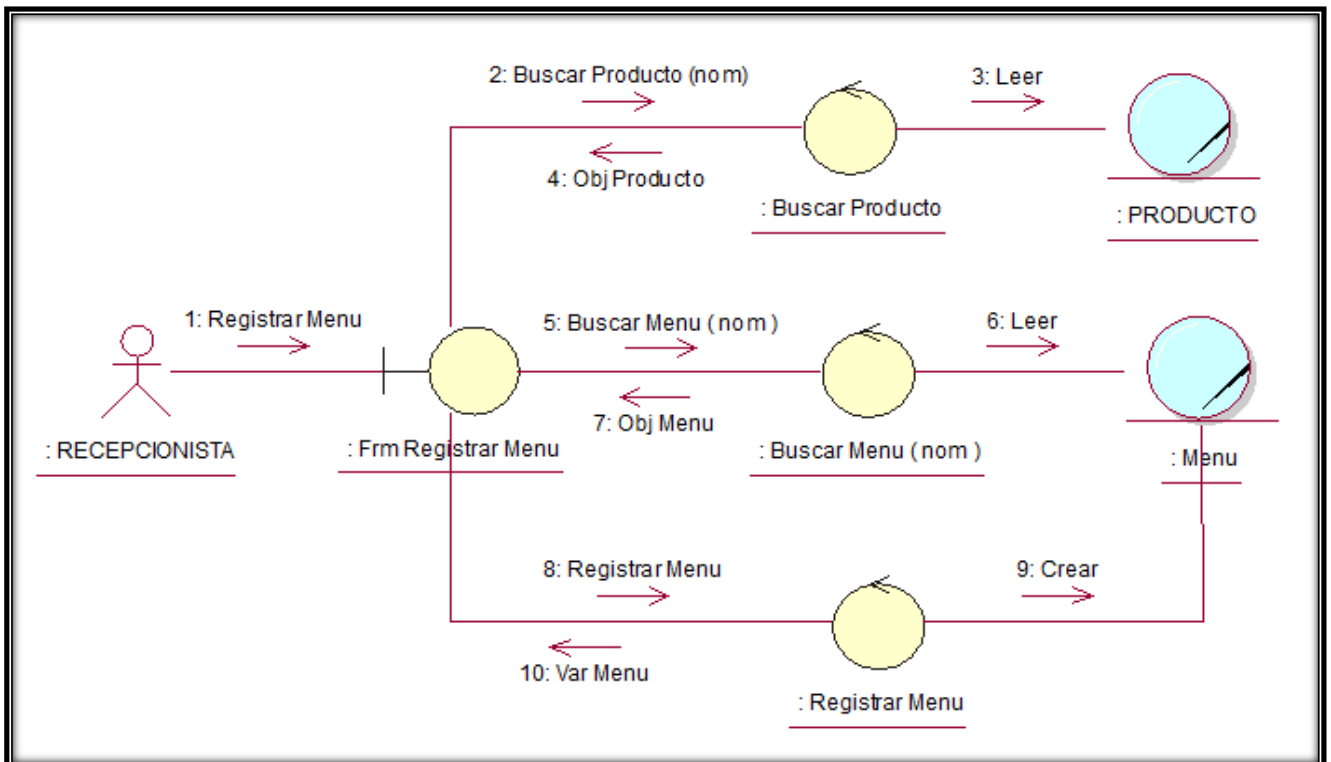 2: Buscar Producto (nom)
3: Leer
4: Obj Producto
: Buscar Producto
: PRODUCTO
1: Registrar Menu
5: Buscar Menu ( nom )
6: Leer
7: Obj Menu
: RECEPCIONISTA
: Frm Registrar Menu
: Buscar Menu ( nom )
: Menu
8: Registrar Menu
9: Crear
10: Var Menu
: Registrar Menu